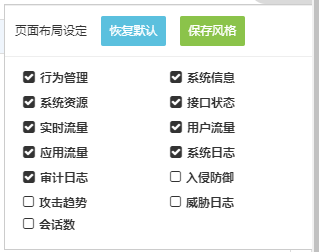 页面布局设定 恢复默认 保存风格
行为管理 系统信息
系统资源 接口状态
实时流量 用户流量
应用流量 系统日志
审计日志 入侵防御
攻击趋势 威胁日志
会话数